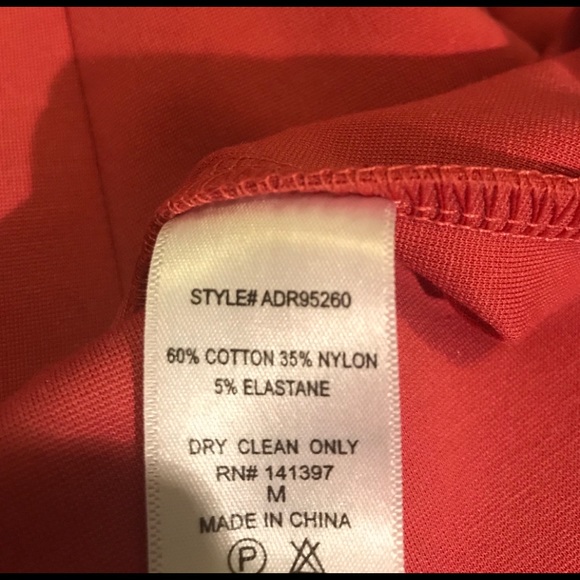 STYLE# ADR95260
60% COTTON 35% NYLON
5% ELASTANE
DRY CLEAN ONLY
RN# 141397
M
MADE IN CHINA
P